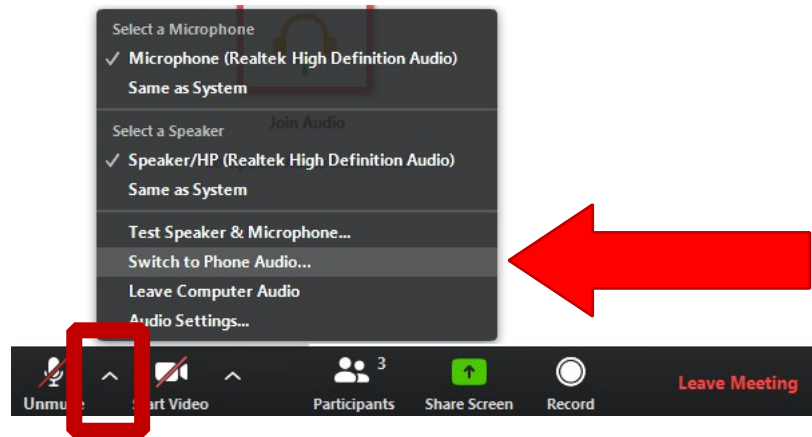 Select a Microphone
✓ Microphone (Realtek High Definition Audio)
Same as System
Join Audio
Select a Speaker
✓ Speaker/HP (Realtek High Definition Audio)
Same as System
Test Speaker & Microphone...
Switch to Phone Audio...
Leave Computer Audio
Audio Settings...
3
Unmute Start Video Participants Share Screen Record Leave Meeting